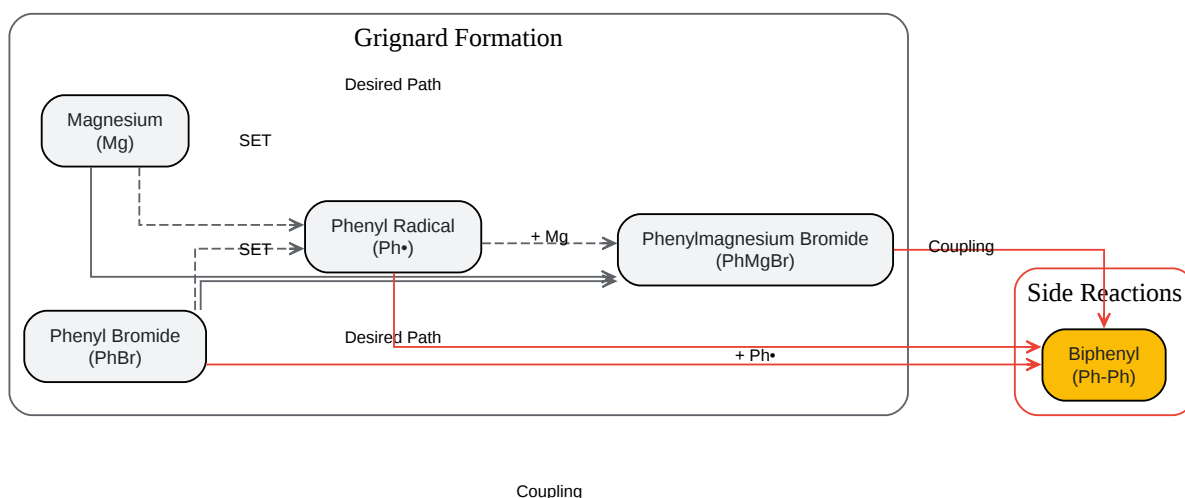 Grignard Formation
Desired Path
Magnesium
(Mg)
SET
Phenyl Radical
(Ph•)
+ Mg
Phenylmagnesium Bromide
(PhMgBr)
SET
Coupling
Side Reactions
Phenyl Bromide
(PhBr)
Desired Path
+ Ph•
Biphenyl
(Ph-Ph)
Coupling